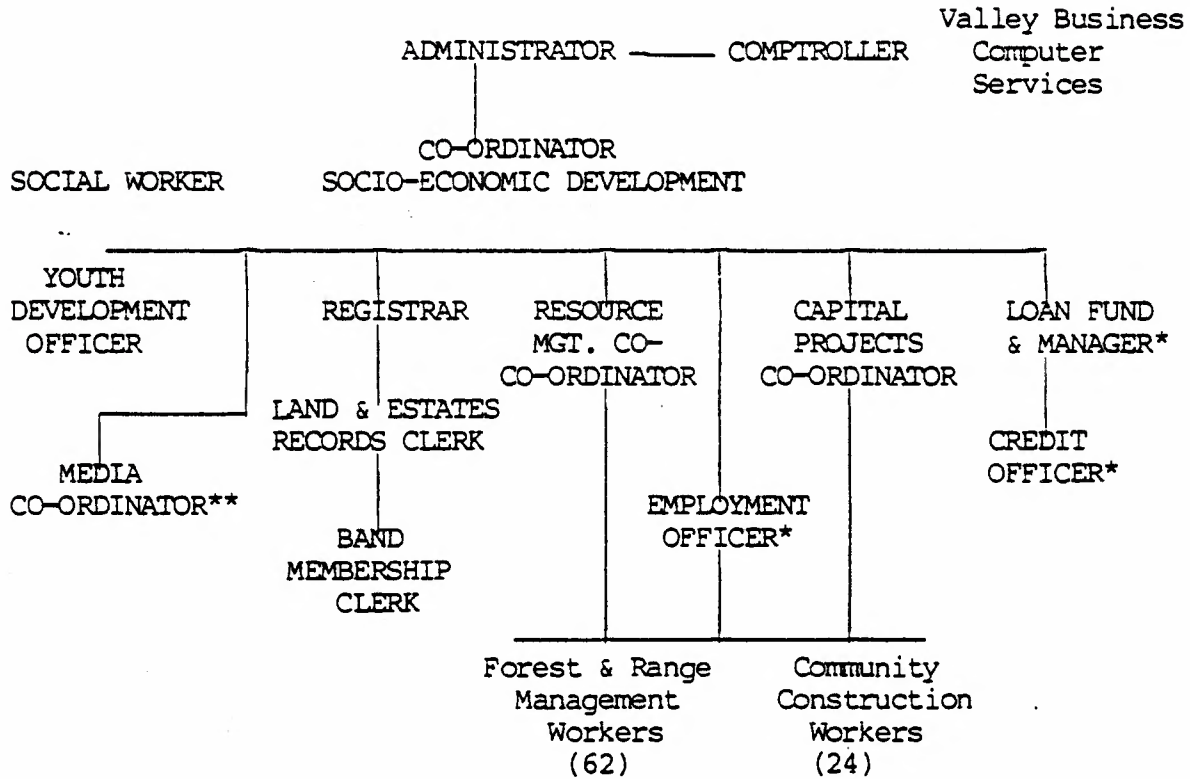 Valley Business
Computer
Services
ADMINISTRATOR COMPTROLLER
CO-ORDINATOR
SOCIO-ECONOMIC DEVELOPMENT
SOCIAL WORKER
YOUTH
DEVELOPMENT
OFFICER
REGISTRAR
RESOURCE
MGT. CO-
CO-ORDINATOR
CAPITAL
PROJECTS
CO-ORDINATOR
LOAN FUND
& MANAGER*
LAND & ESTATES
RECORDS CLERK
CREDIT
OFFICER*
MEDIA
CO-ORDINATOR**
EMPLOYMENT
OFFICER*
BAND
MEMBERSHIP
CLERK
Forest & Range
Management
Workers
(62)
Community
Construction
Workers
(24)